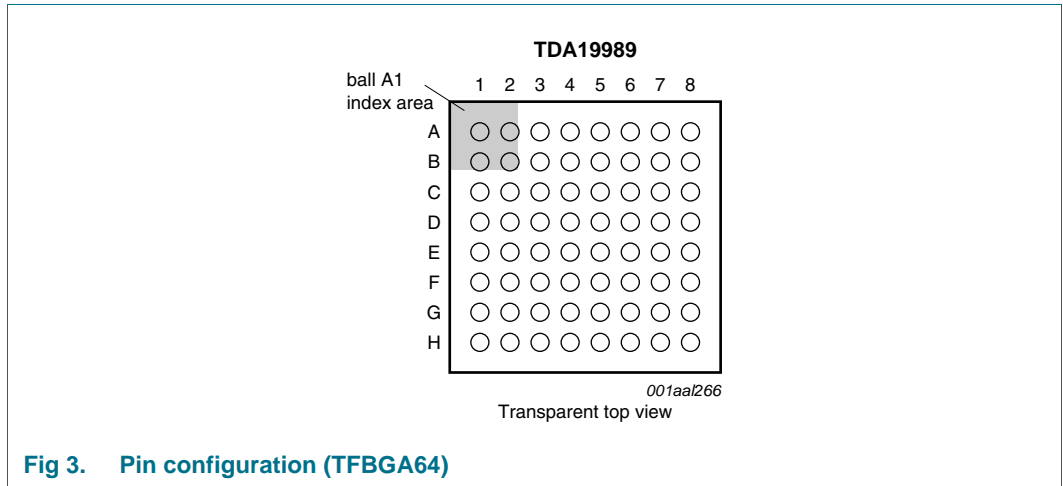 TDA19989
ball A1
index area
1 2 3 4 5 6 7 8
A
B
C
D
E
F
G
H
001aal266
Transparent top view
Fig 3. Pin configuration (TFBGA64)